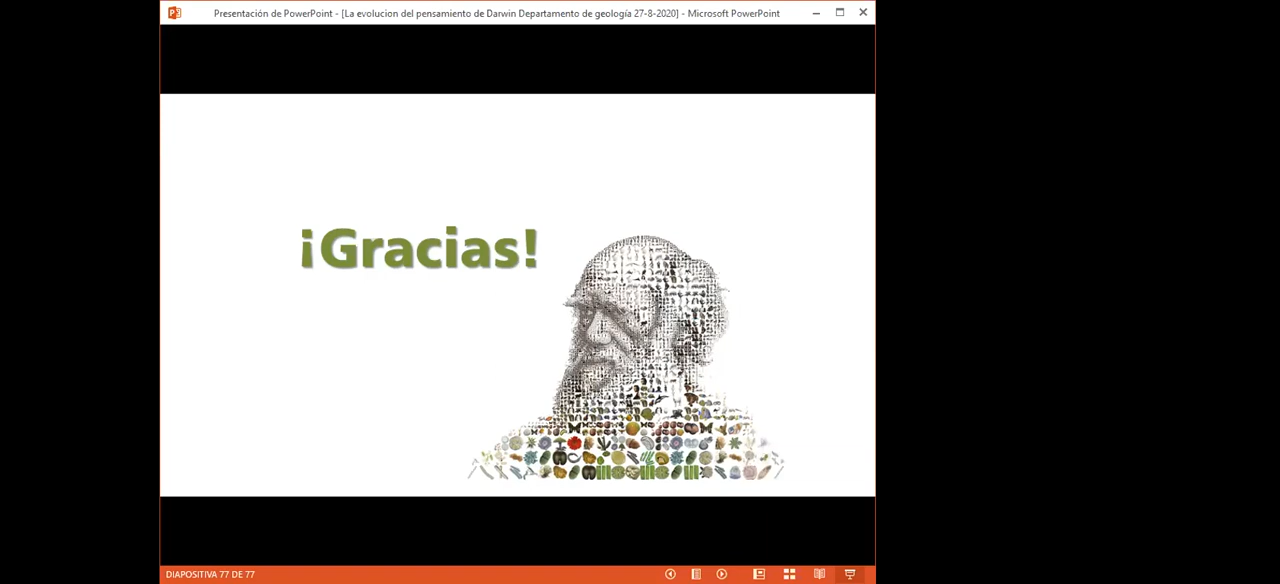 Presentación de PowerPoint - [La evolucion del pensamiento de Darwin Departamento de geología 27-8-2020] - Microsoft PowerPoint
¡Gracias!
DIAPOSITIVA 77 DE 77